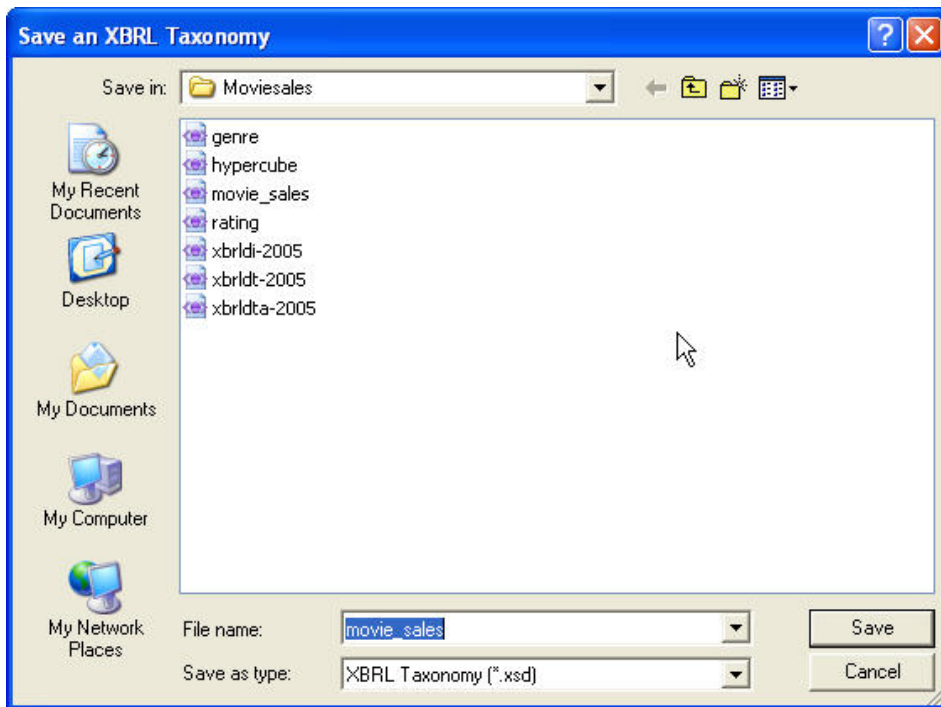 Save an XBRL Taxonomy
Save in:
Moviesales
My Recent
Documents
Desktop
My Documents
My Computer
My Network
Places
genre
hypercube
movie_sales
rating
xbrldi-2005
xbrldt-2005
xbrldta-2005
File name:
movie_sales
Save
Save as type:
XBRL Taxonomy (*.xsd)
Cancel